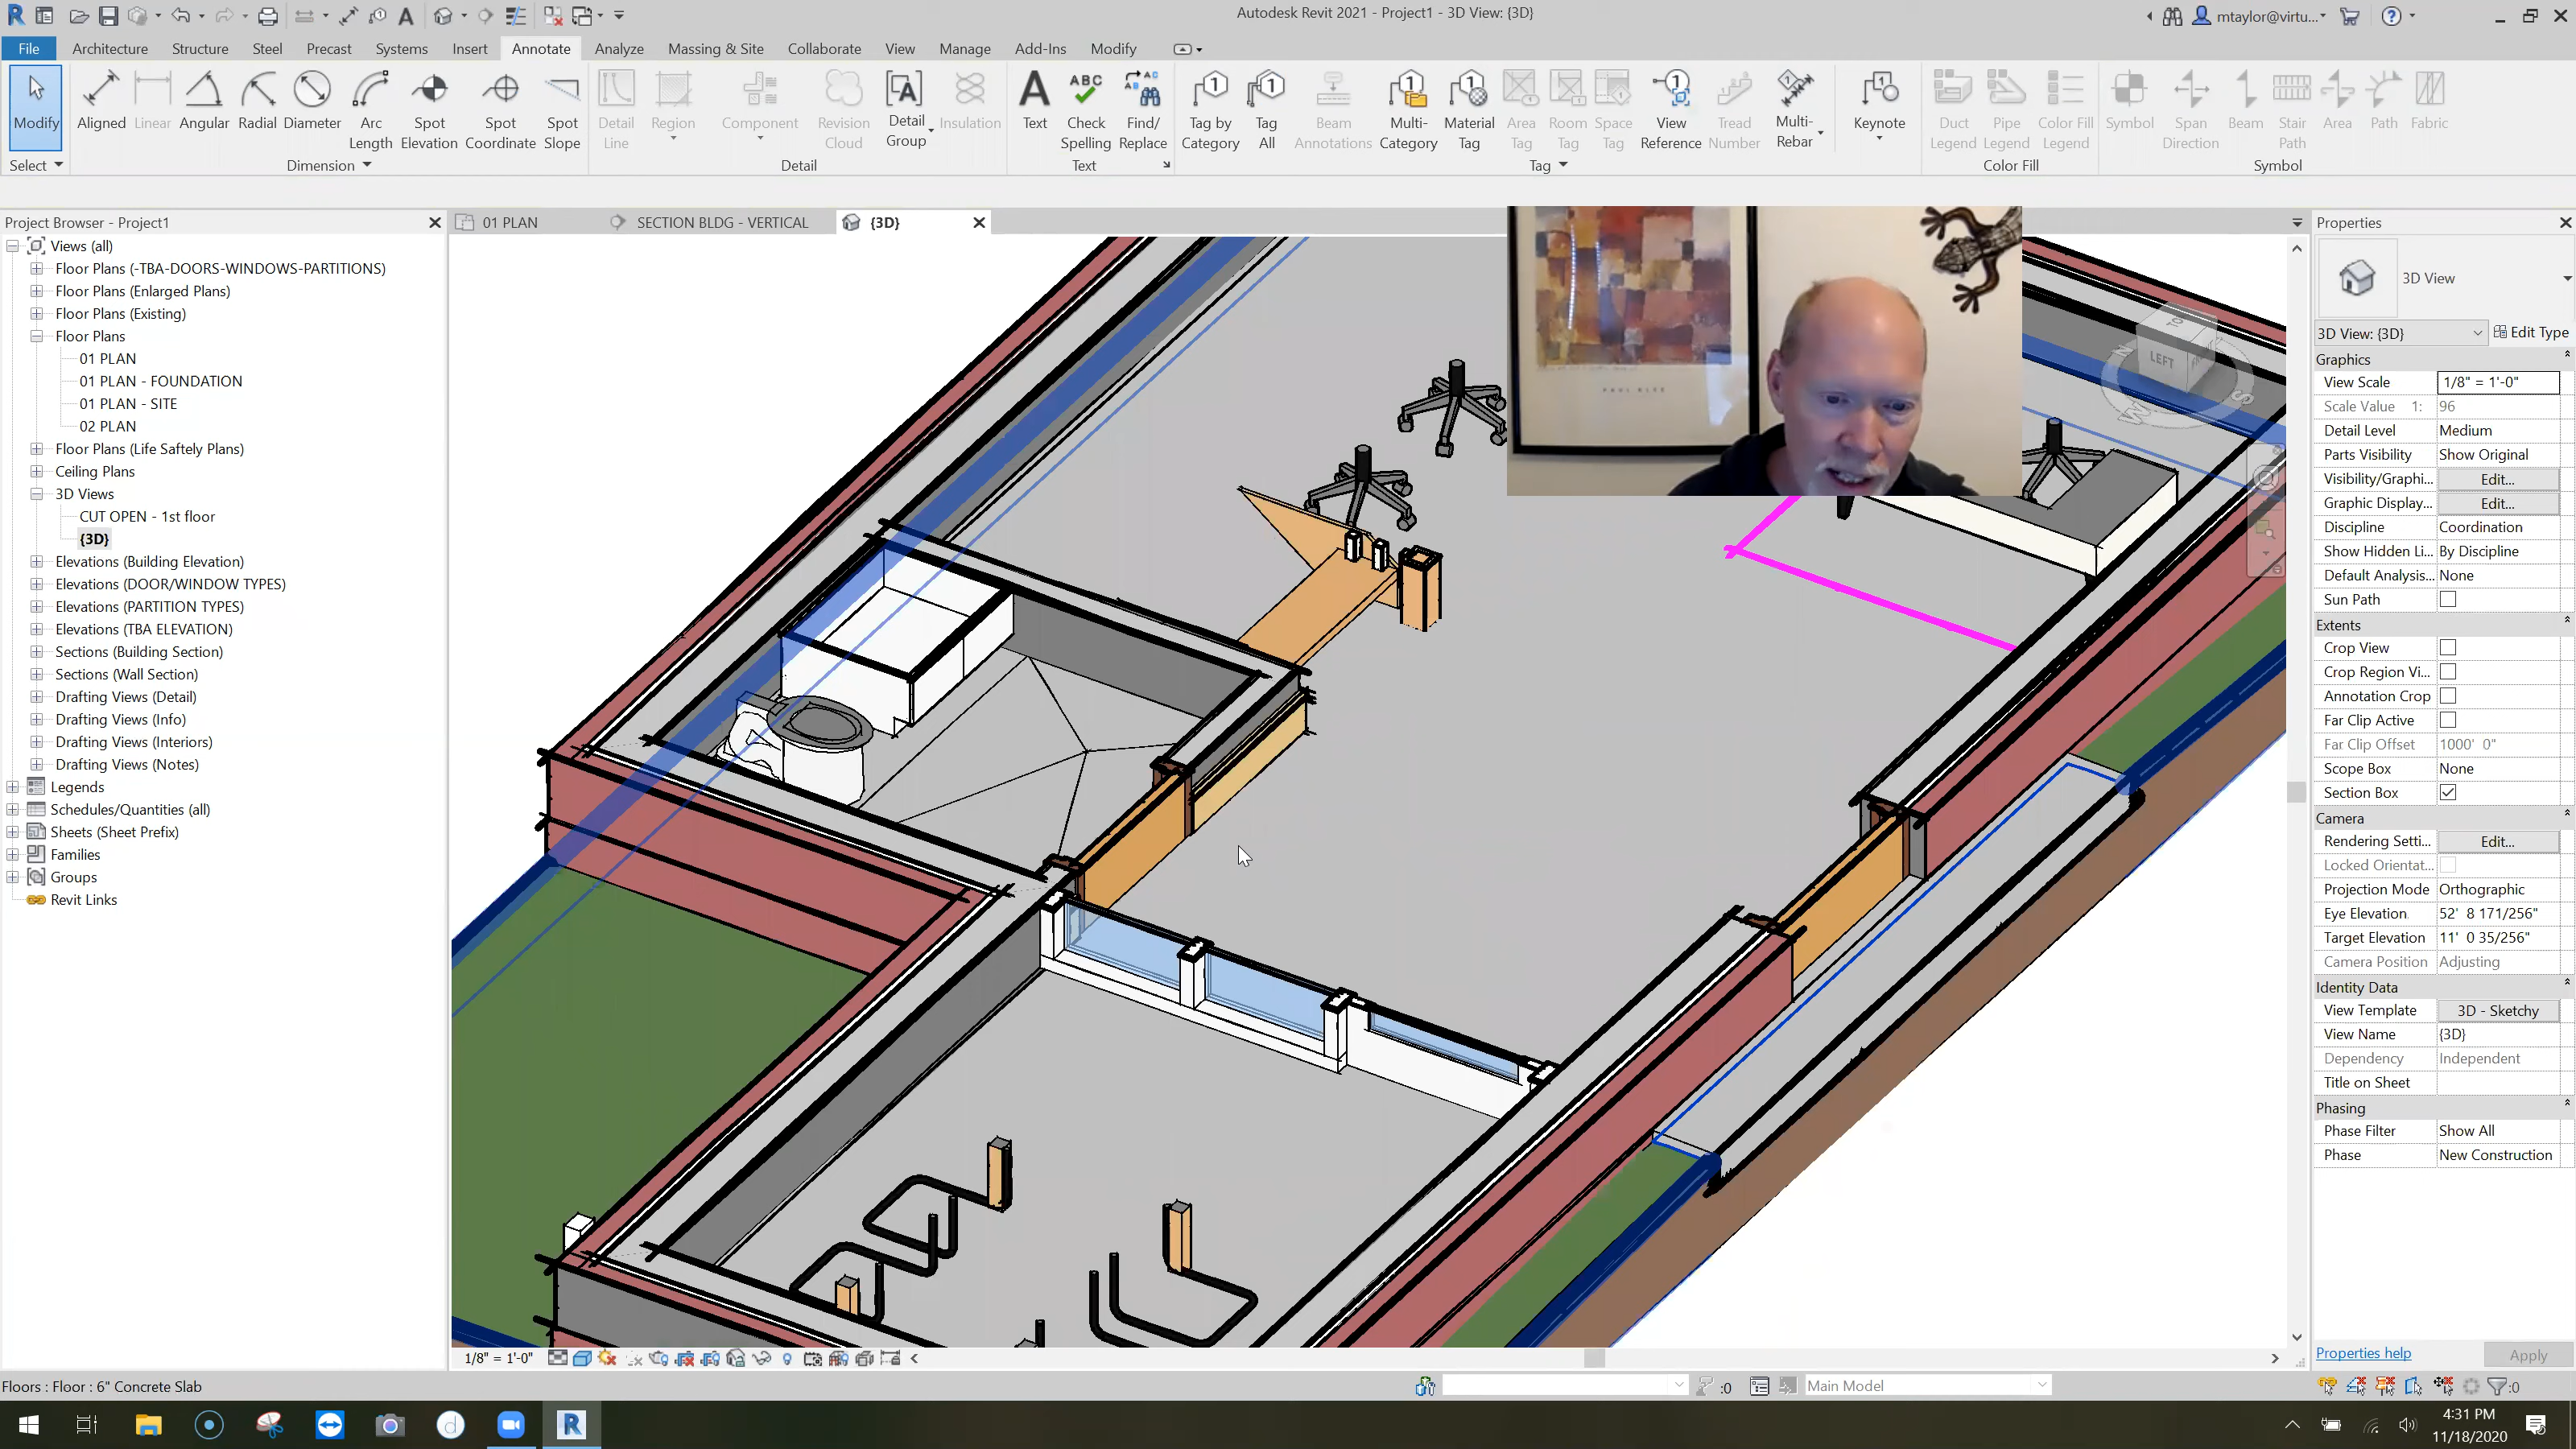 Autodesk Revit 2021 - Project1 - 3D View: {3D}
mtaylor@virtu...
File Architecture Structure Steel Precast Systems Insert Annotate Analyze Massing & Site Collaborate View Manage Add-Ins Modify
Modify
Aligned
Linear
Angular
Radial
Diameter
Arc Length
Spot Elevation
Spot Coordinate
Spot Slope
Detail Line
Region
Component
Revision Cloud
Detail Group
Insulation
A
Text
ABC
Check Spelling
Find/ Replace
Tag by Category
Tag All
Beam Annotations
Multi- Category
Material Tag
Area Tag
Room Tag
Space Tag
View Reference
Tread Number
Multi- Rebar
Keynote
Duct Legend
Pipe Legend
Color Fill Legend
Symbol
Span Direction
Beam
Stair Path
Area
Path
Fabric
Select Dimension Detail Text Tag Color Fill Symbol
Project Browser - Project1
Views (all)
Floor Plans (-TBA-DOORS-WINDOWS-PARTITIONS)
Floor Plans (Enlarged Plans)
Floor Plans (Existing)
Floor Plans
01 PLAN
01 PLAN - FOUNDATION
01 PLAN - SITE
02 PLAN
Floor Plans (Life Saftely Plans)
Ceiling Plans
3D Views
CUT OPEN - 1st floor
{3D}
Elevations (Building Elevation)
Elevations (DOOR/WINDOW TYPES)
Elevations (PARTITION TYPES)
Elevations (TBA ELEVATION)
Sections (Building Section)
Sections (Wall Section)
Drafting Views (Detail)
Drafting Views (Info)
Drafting Views (Interiors)
Drafting Views (Notes)
Legends
Schedules/Quantities (all)
Sheets (Sheet Prefix)
Families
Groups
Revit Links
01 PLAN
SECTION BLDG - VERTICAL
{3D}
PAUL KLEE
LEFT
Properties
3D View
3D View: {3D} Edit Type
Graphics
View Scale 1/8" = 1'-0"
Scale Value 1: 96
Detail Level Medium
Parts Visibility Show Original
Visibility/Graphi... Edit...
Graphic Display... Edit...
Discipline Coordination
Show Hidden Li... By Discipline
Default Analysis... None
Sun Path
Extents
Crop View
Crop Region Vi...
Annotation Crop
Far Clip Active
Far Clip Offset 1000' 0"
Scope Box None
Section Box
Camera
Rendering Setti... Edit...
Locked Orientat...
Projection Mode Orthographic
Eye Elevation 52' 8 171/256"
Target Elevation 11' 0 35/256"
Camera Position Adjusting
Identity Data
View Template 3D - Sketchy
View Name {3D}
Dependency Independent
Title on Sheet
Phasing
Phase Filter Show All
Phase New Construction
Properties help Apply
1/8" = 1'-0"
Floors : Floor : 6" Concrete Slab
:0
Main Model
:0
4:31 PM
11/18/2020